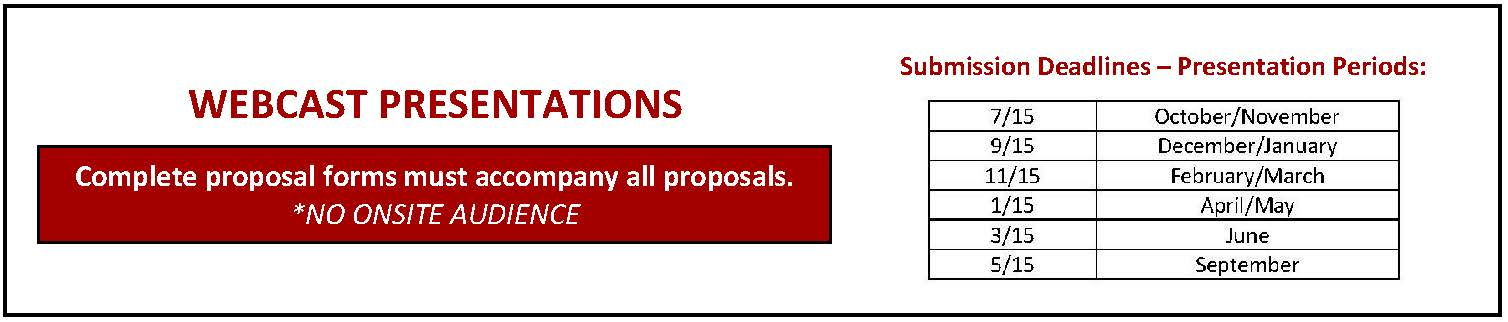 WEBCAST PRESENTATIONS
Complete proposal forms must accompany all proposals.
*NO ONSITE AUDIENCE
Submission Deadlines – Presentation Periods:
7/15 October/November
9/15 December/January
11/15 February/March
1/15 April/May
3/15 June
5/15 September